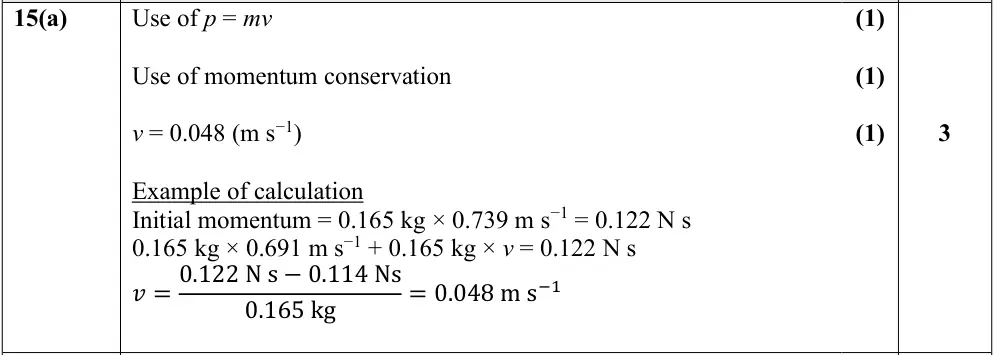 15(a) Use of p = mv (1)
Use of momentum conservation (1)
v = 0.048 (m s⁻¹) (1) 3
Example of calculation
Initial momentum = 0.165 kg × 0.739 m s⁻¹ = 0.122 N s
0.165 kg × 0.691 m s⁻¹ + 0.165 kg × v = 0.122 N s
𝑣 = (0.122 N s − 0.114 Ns)/(0.165 kg) = 0.048 m s⁻¹